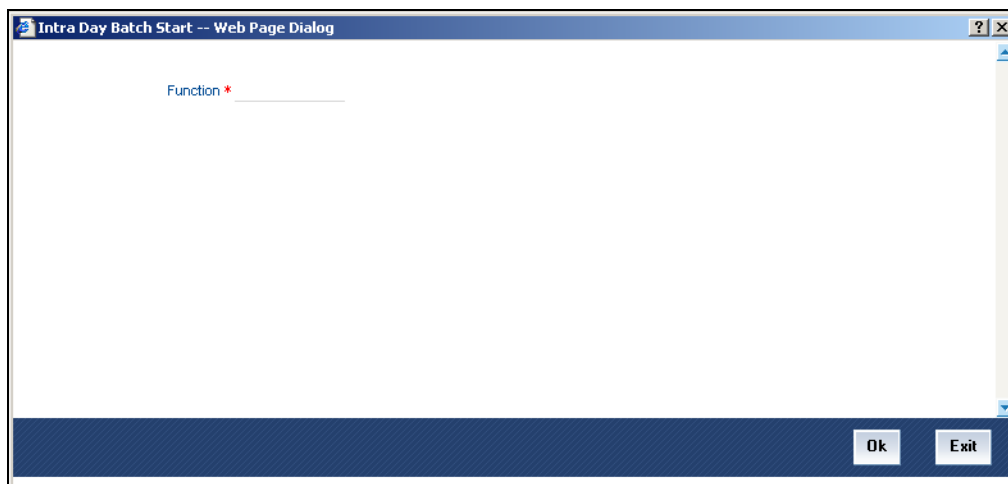 Intra Day Batch Start -- Web Page Dialog
? X
Function *
Ok Exit